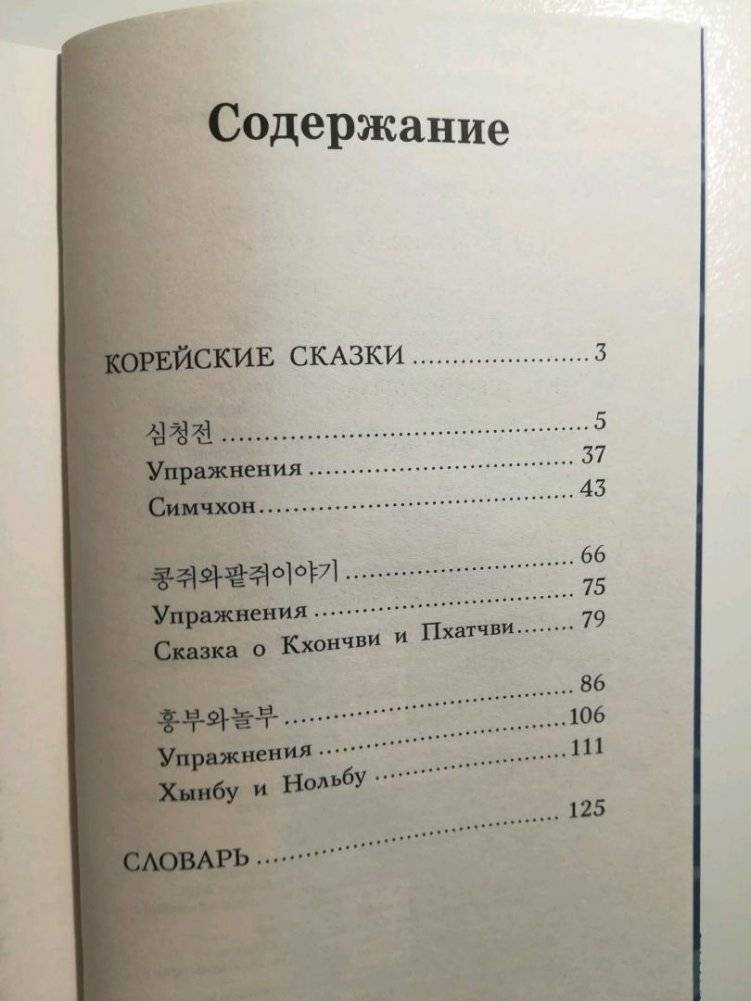 Содержание
КОРЕЙСКИЕ СКАЗКИ ........................ 3
심청전 .................................................. 5
Упражнения ...................................... 37
Симчхон............................................. 43
콩쥐와팥쥐이야기 ................................ 66
Упражнения ...................................... 75
Сказка о Кхончви и Пхатчви........ 79
흥부와놀부 ........................................ 86
Упражнения .................................... 106
Хынбу и Нольбу ............................ 111
СЛОВАРЬ ........................................ 125